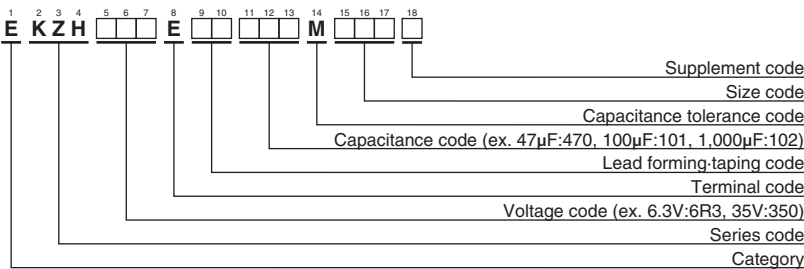 1 2 3 4 5 6 7 8 9 10 11 12 13 14 15 16 17 18
E K Z H □□□ E □□ □□□ M □□□ □
Supplement code
Size code
Capacitance tolerance code
Capacitance code (ex. 47μF:470, 100μF:101, 1,000μF:102)
Lead forming·taping code
Terminal code
Voltage code (ex. 6.3V:6R3, 35V:350)
Series code
Category